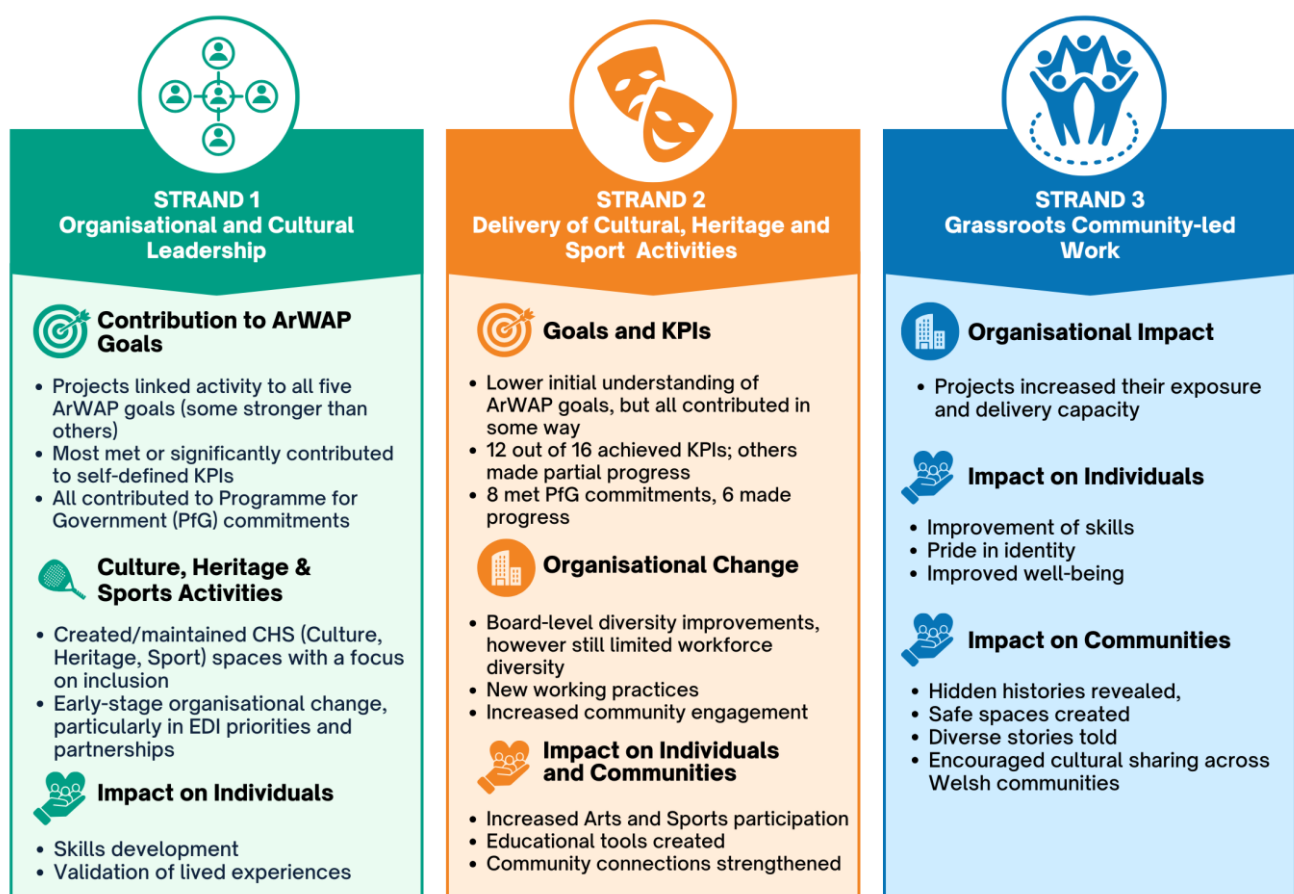 STRAND 1
Organisational and Cultural
Leadership
Contribution to ArWAP
Goals
• Projects linked activity to all five
ArWAP goals (some stronger than
others)
• Most met or significantly contributed
to self-defined KPIs
• All contributed to Programme for
Government (PfG) commitments
Culture, Heritage &
Sports Activities
• Created/maintained CHS (Culture,
Heritage, Sport) spaces with a focus
on inclusion
• Early-stage organisational change,
particularly in EDI priorities and
partnerships
Impact on Individuals
• Skills development
• Validation of lived experiences
STRAND 2
Delivery of Cultural, Heritage and
Sport Activities
Goals and KPIs
• Lower initial understanding of
ArWAP goals, but all contributed in
some way
• 12 out of 16 achieved KPIs; others
made partial progress
• 8 met PfG commitments, 6 made
progress
Organisational Change
• Board-level diversity improvements,
however still limited workforce
diversity
• New working practices
• Increased community engagement
Impact on Individuals
and Communities
• Increased Arts and Sports participation
• Educational tools created
• Community connections strengthened
STRAND 3
Grassroots Community-led
Work
Organisational Impact
• Projects increased their exposure
and delivery capacity
Impact on Individuals
• Improvement of skills
• Pride in identity
• Improved well-being
Impact on Communities
• Hidden histories revealed,
• Safe spaces created
• Diverse stories told
• Encouraged cultural sharing across
Welsh communities